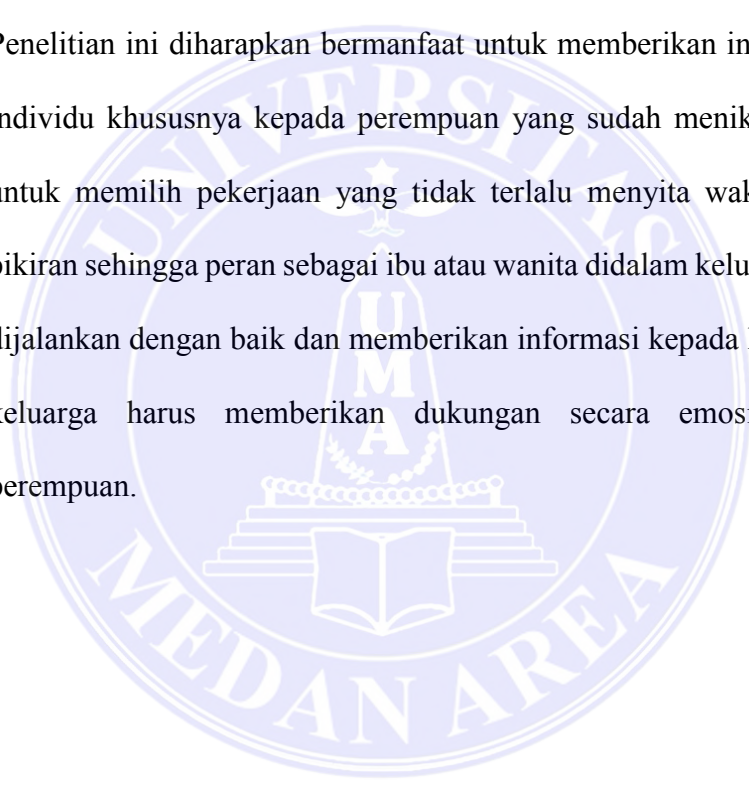 Penelitian ini diharapkan bermanfaat untuk memberikan in
individu khususnya kepada perempuan yang sudah menik
untuk memilih pekerjaan yang tidak terlalu menyita wak
pikiran sehingga peran sebagai ibu atau wanita didalam kelu
dijalankan dengan baik dan memberikan informasi kepada
keluarga harus memberikan dukungan secara emos
perempuan.
UNIVERSITAS
UMA
MEDAN AREA